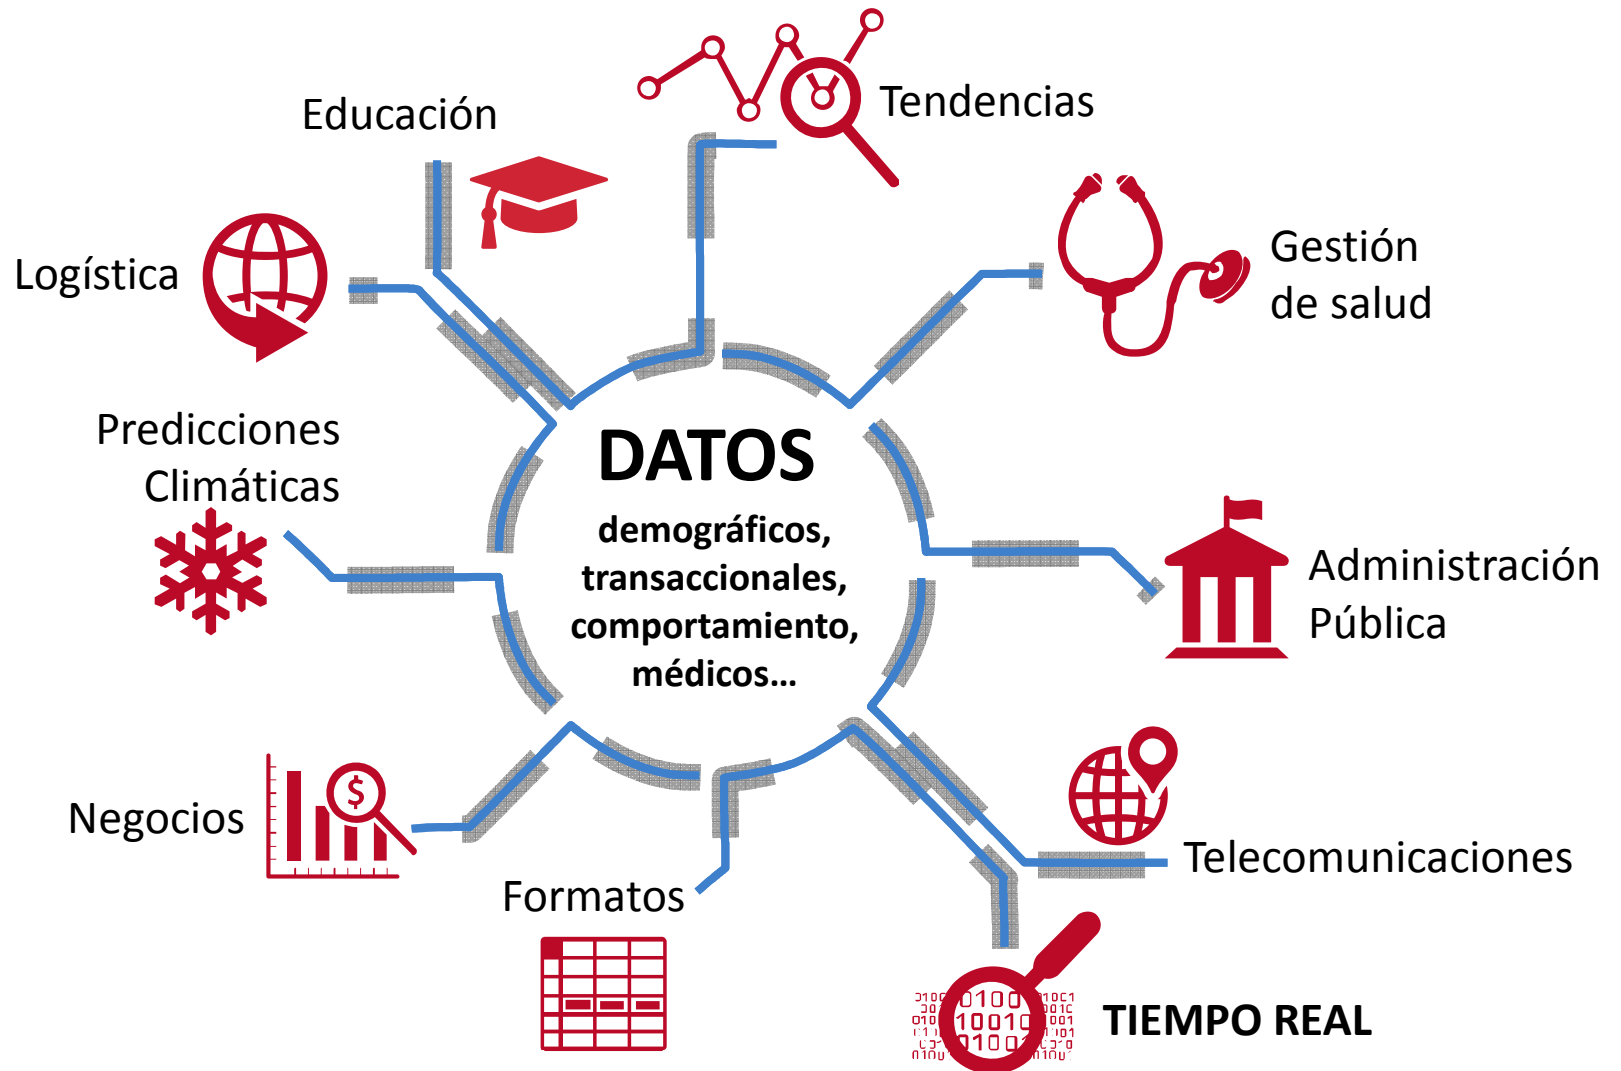 Tendencias
Educación
Gestión
de salud
Logística
Predicciones
Climáticas
DATOS
demográficos,
transaccionales,
comportamiento,
médicos...
Administración
Pública
Negocios
$
Telecomunicaciones
Formatos
TIEMPO REAL